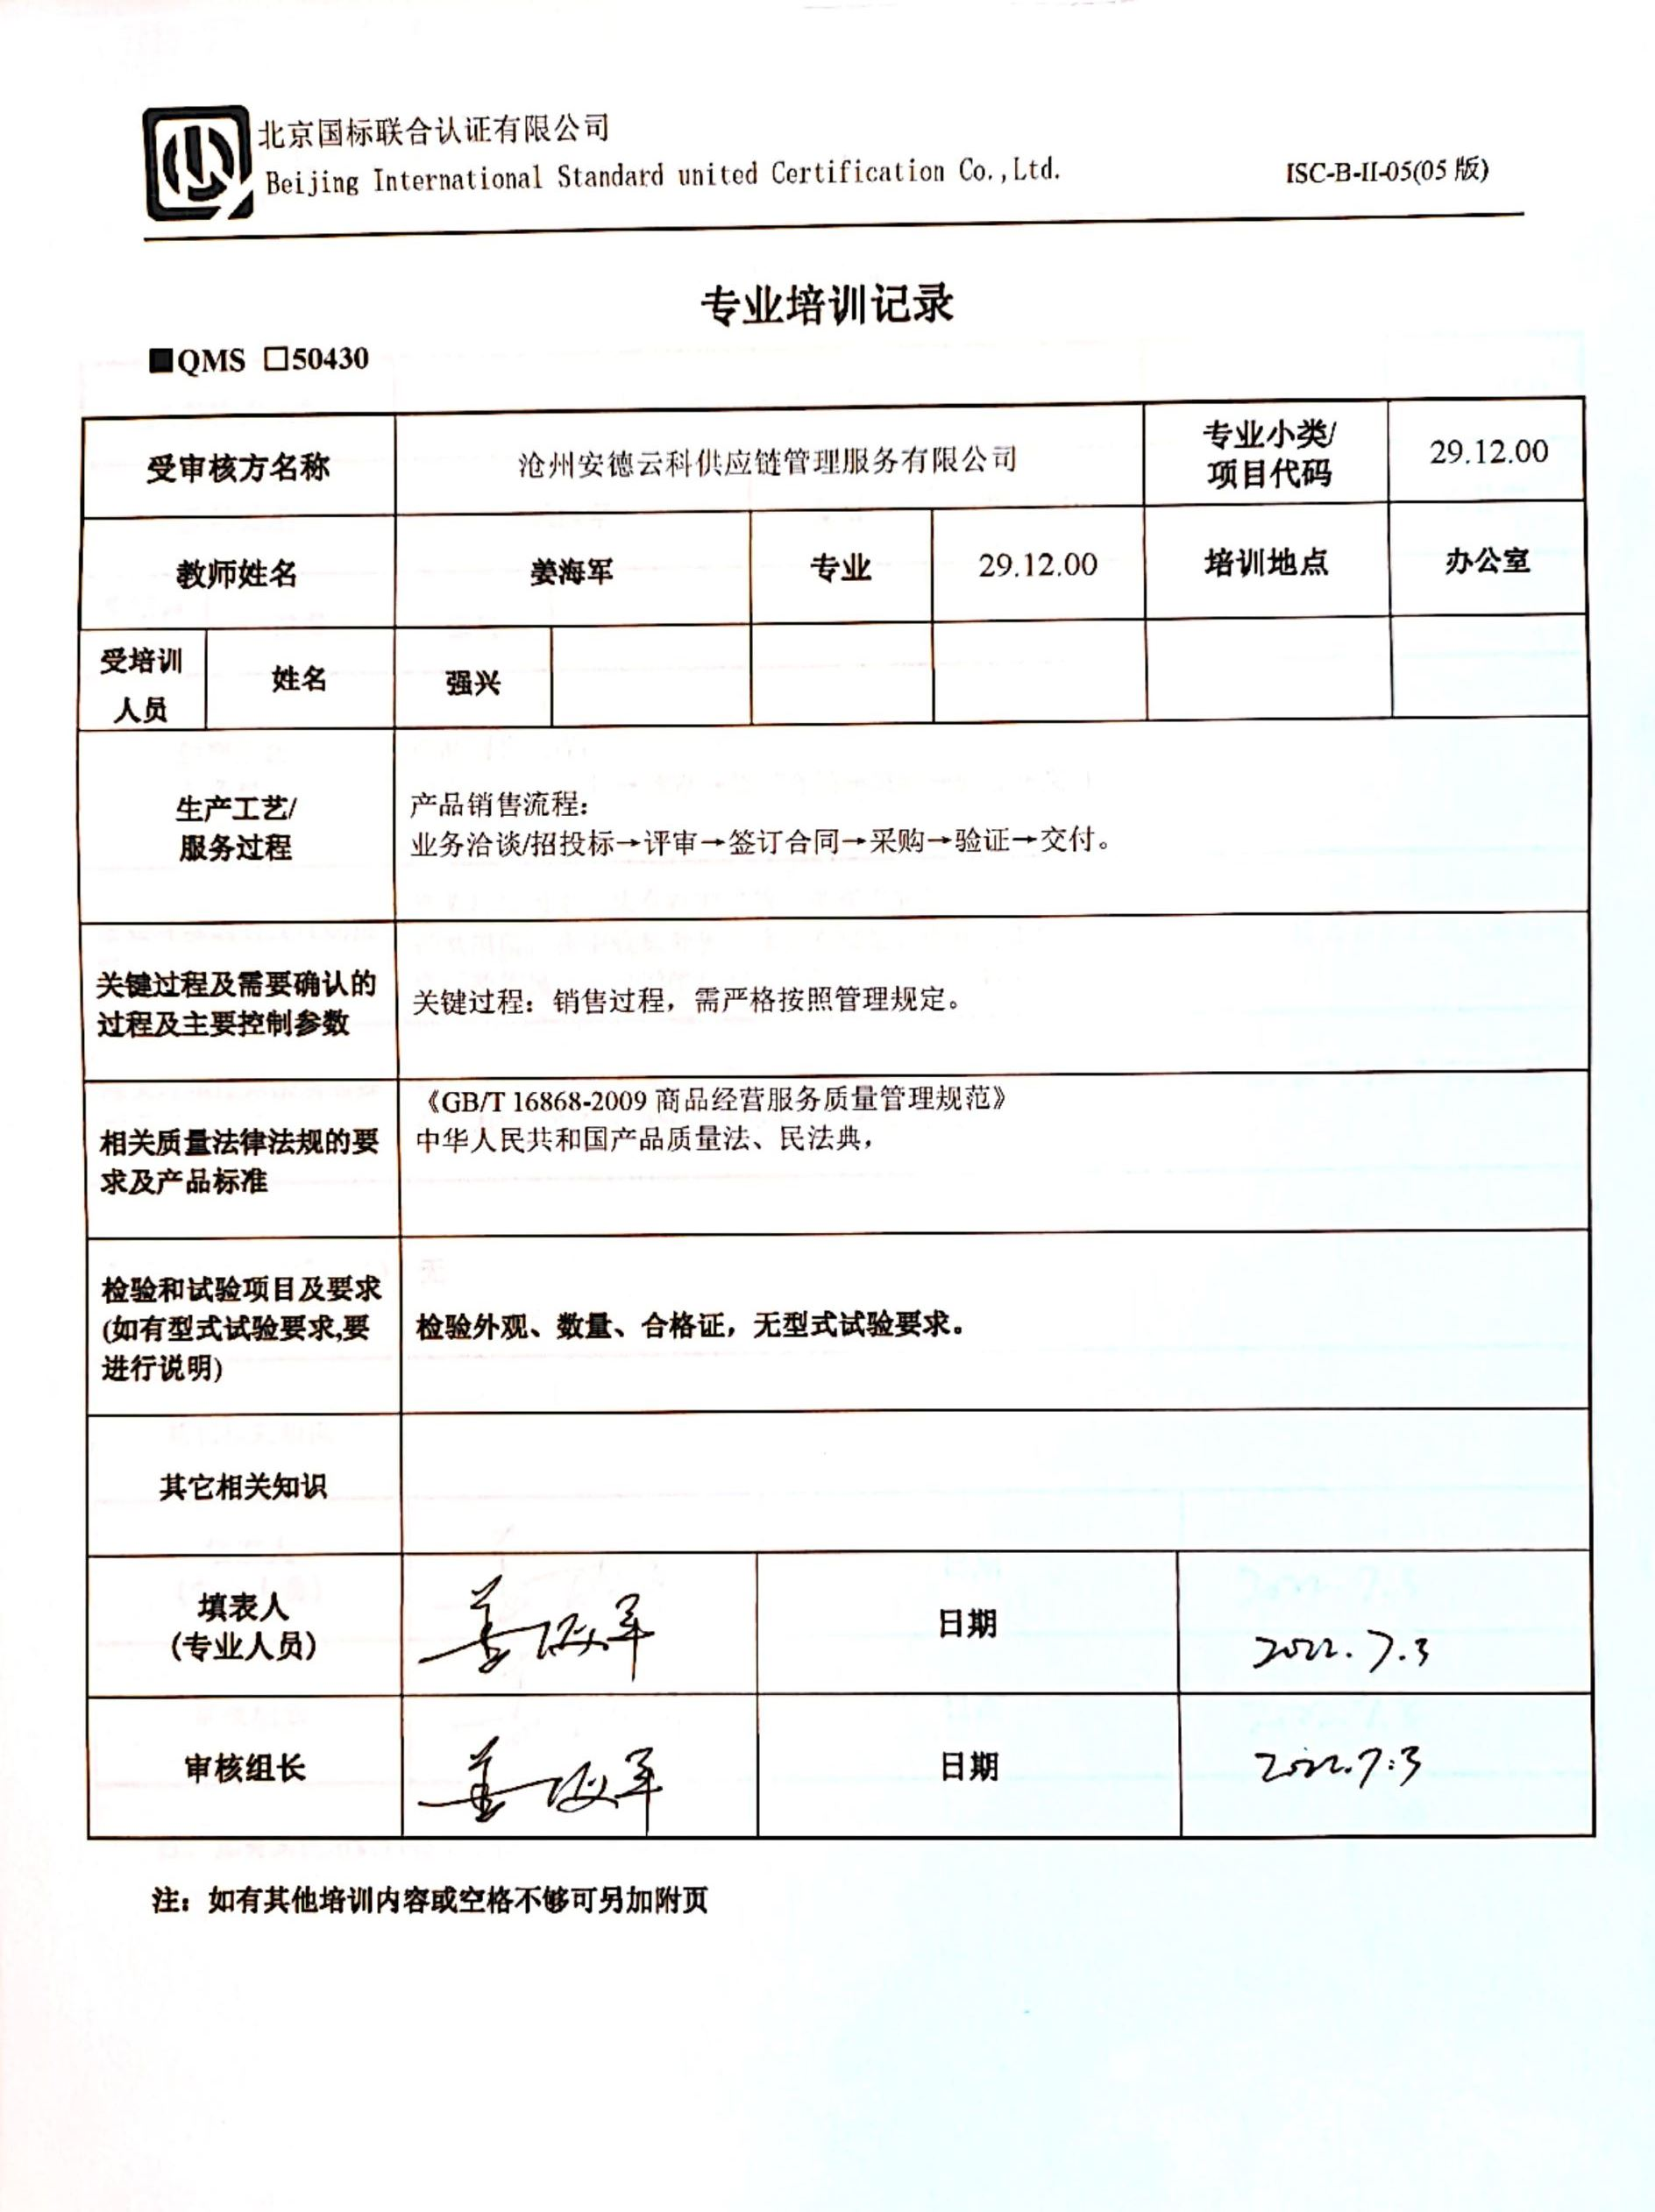 北京国标联合认证有限公司
Beijing International Standard united Certification Co.,Ltd.
ISC-B-II-05(05 版)
专业培训记录
■QMS □50430
受审核方名称
沧州安德云科供应链管理服务有限公司
专业小类/
项目代码
29.12.00
教师姓名
姜海军
专业
29.12.00
培训地点
办公室
受培训
人员
姓名
强兴
生产工艺/
服务过程
产品销售流程：
业务洽谈/招投标→评审→签订合同→采购→验证→交付。
关键过程及需要确认的
过程及主要控制参数
关键过程：销售过程，需严格按照管理规定。
相关质量法律法规的要
求及产品标准
《GB/T 16868-2009 商品经营服务质量管理规范》
中华人民共和国产品质量法、民法典，
检验和试验项目及要求
(如有型式试验要求,要
进行说明)
检验外观、数量、合格证，无型式试验要求。
其它相关知识
填表人
(专业人员)
姜海军
日期
2022.7.3
审核组长
姜海军
日期
2022.7.3
注：如有其他培训内容或空格不够可另加附页